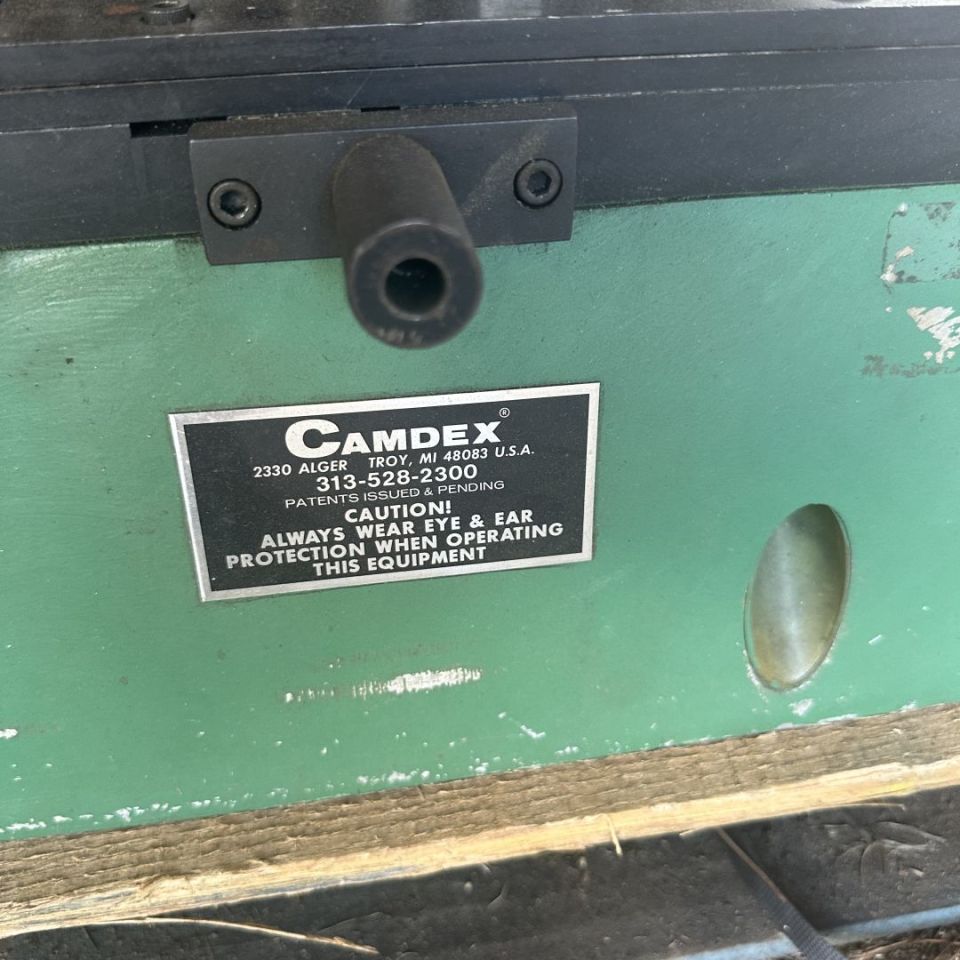 CAMDEX®
2330 ALGER TROY, MI 48083 U.S.A.
313-528-2300
PATENTS ISSUED & PENDING
CAUTION!
ALWAYS WEAR EYE & EAR
PROTECTION WHEN OPERATING
THIS EQUIPMENT